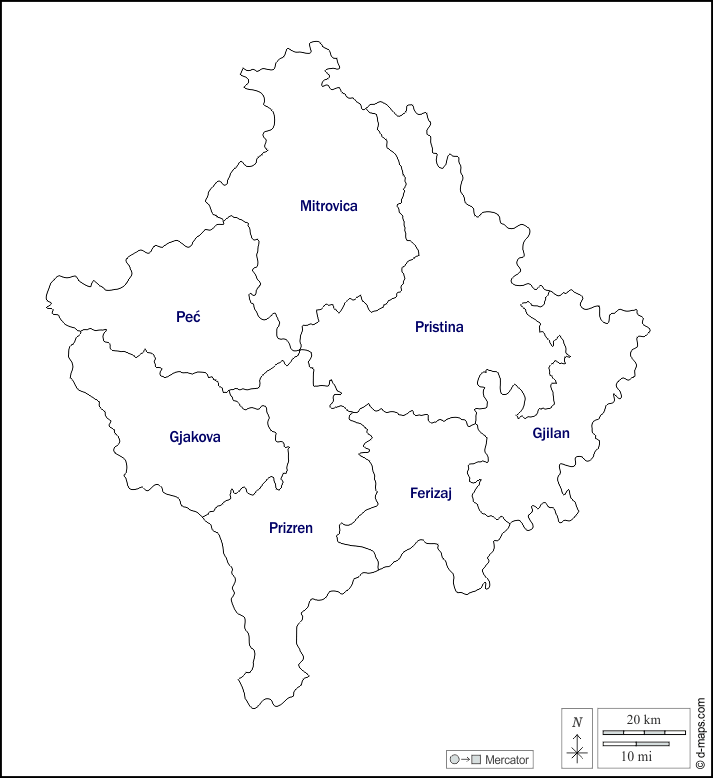 Mitrovica
Peć
Pristina
Gjakova
Gjilan
Ferizaj
Prizren
N
20 km
10 mi
Mercator
© d-maps.com